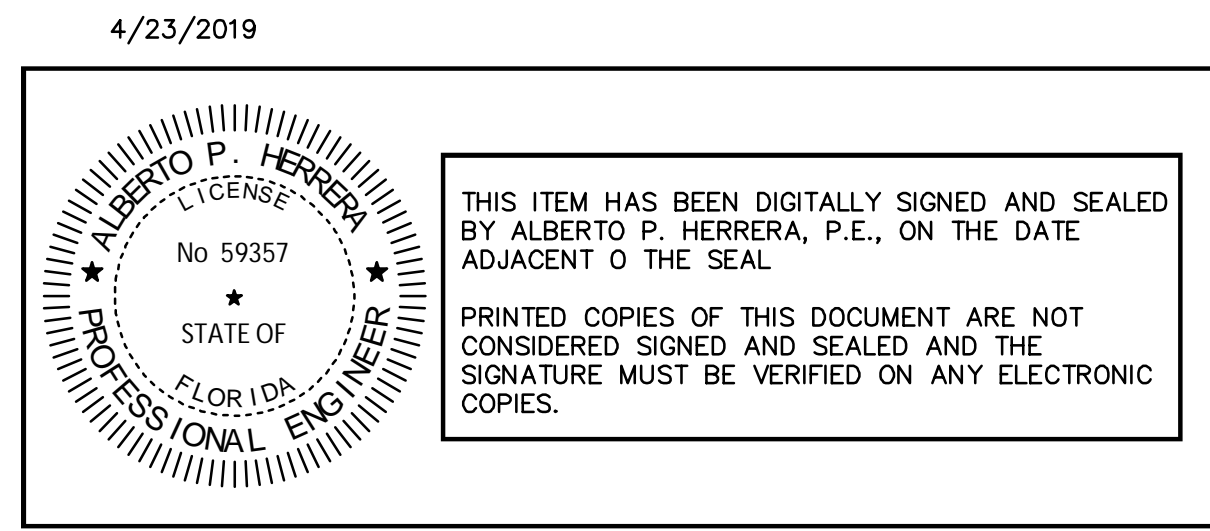 4/23/2019
ALBERTO P. HERRERA
LICENSE
No 59357
STATE OF
FLORIDA
PROFESSIONAL ENGINEER
THIS ITEM HAS BEEN DIGITALLY SIGNED AND SEALED
BY ALBERTO P. HERRERA, P.E., ON THE DATE
ADJACENT O THE SEAL
PRINTED COPIES OF THIS DOCUMENT ARE NOT
CONSIDERED SIGNED AND SEALED AND THE
SIGNATURE MUST BE VERIFIED ON ANY ELECTRONIC
COPIES.